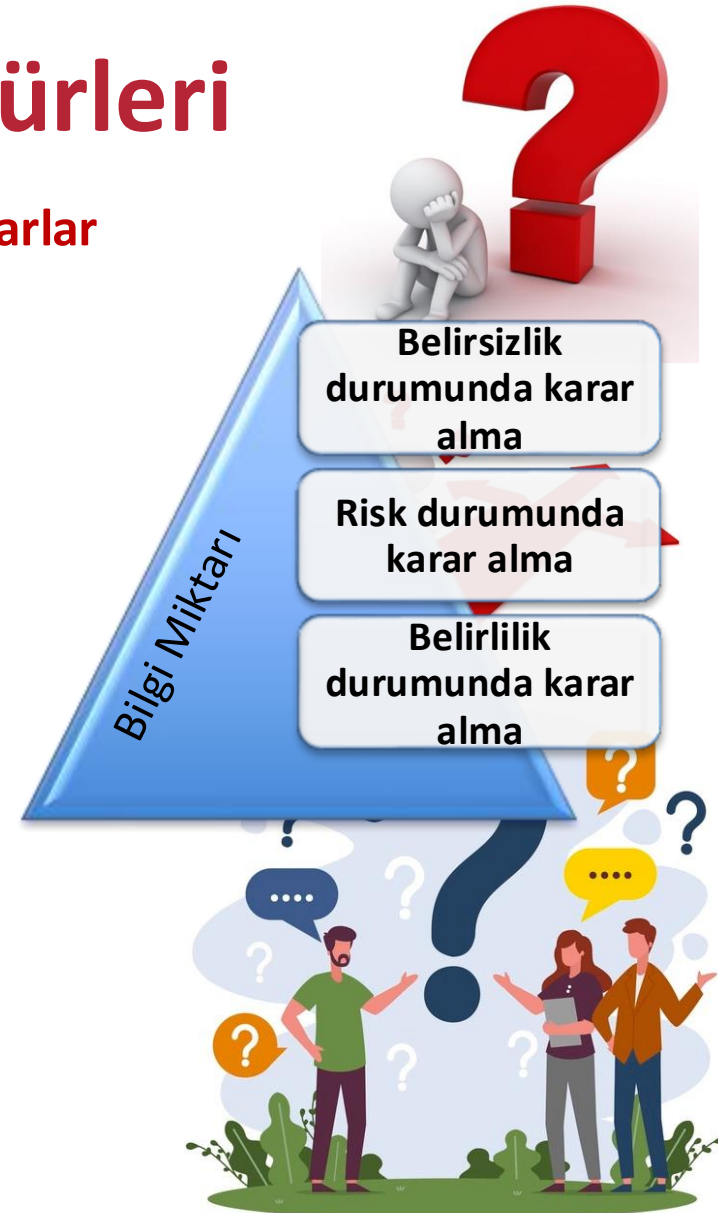 ürleri
arlar
Belirsizlik
durumunda karar
alma
Risk durumunda
karar alma
Belirlilik
durumunda karar
alma
Bilgi Miktarı